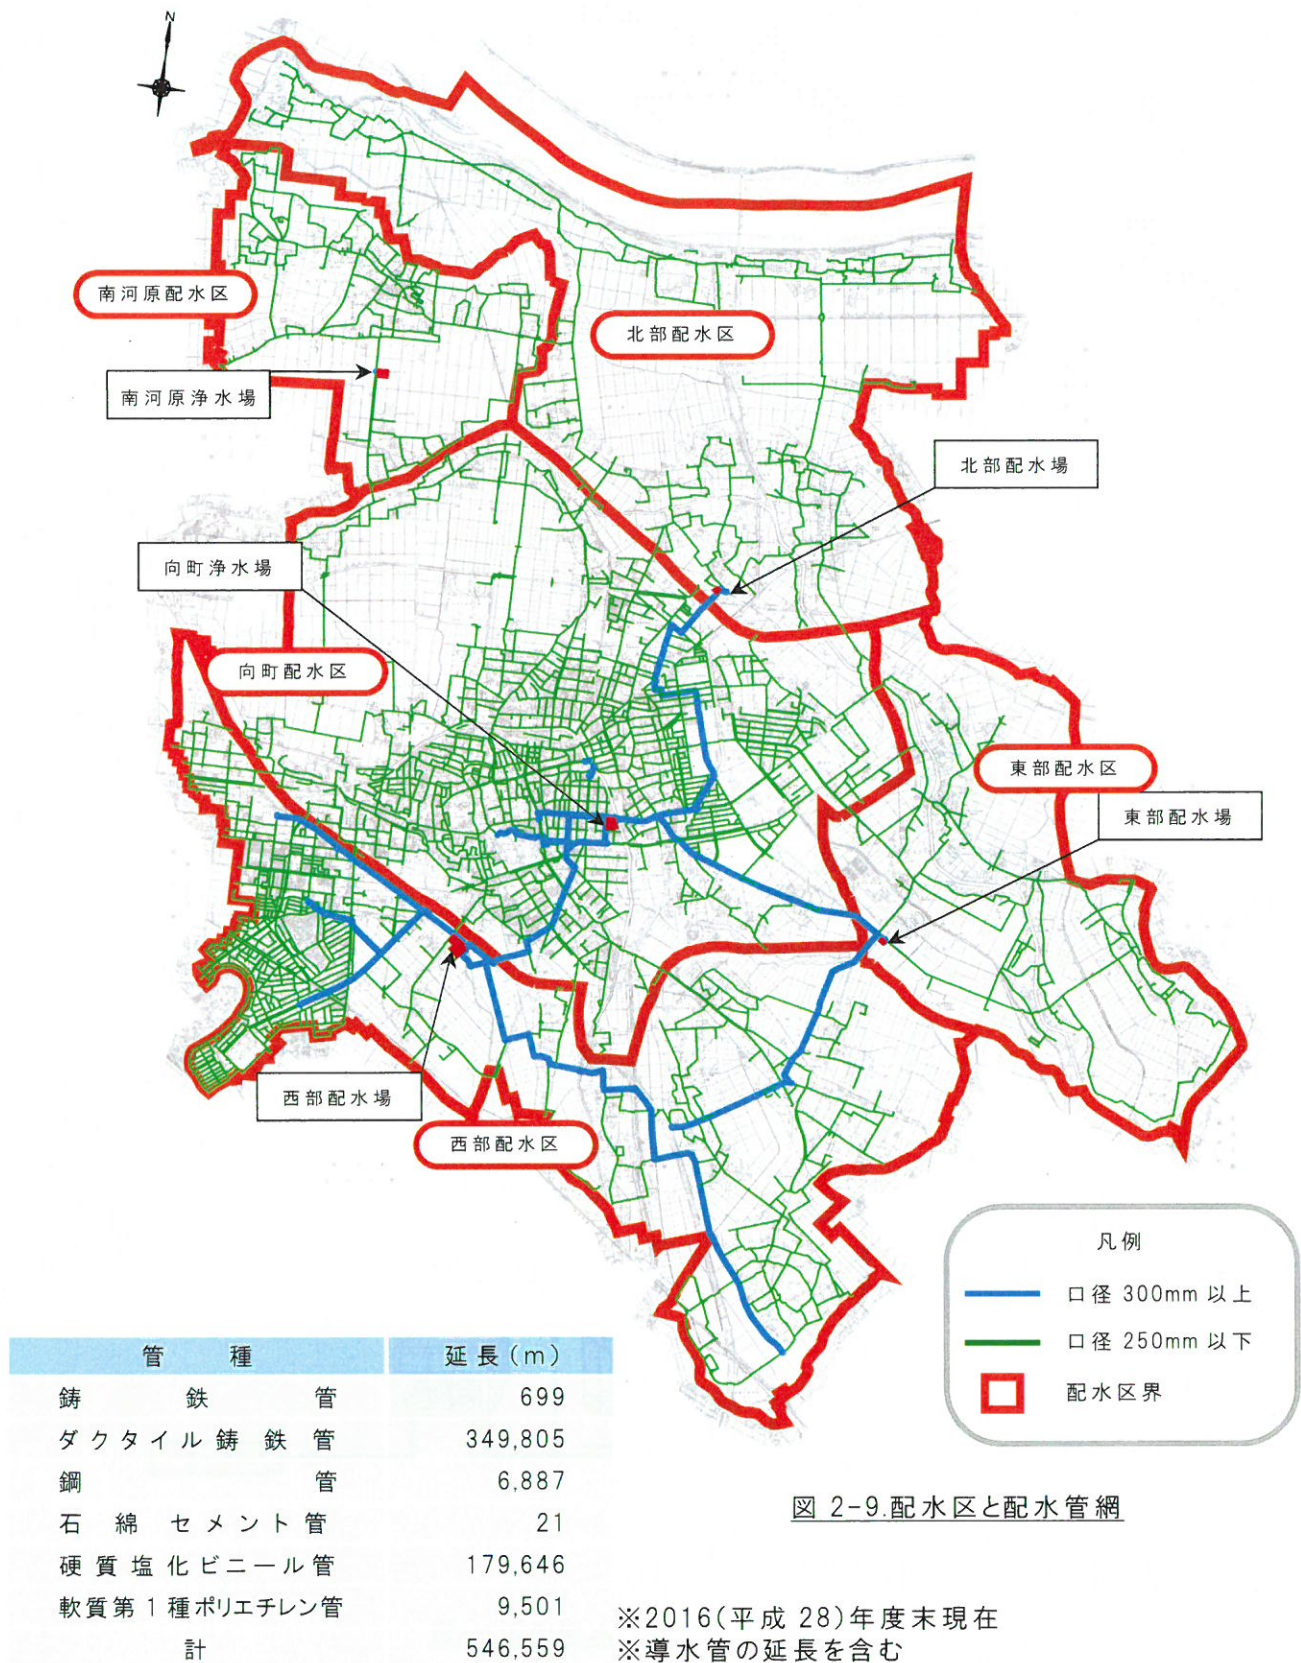 N
南河原配水区
北部配水区
南河原浄水場
北部配水場
向町浄水場
向町配水区
東部配水区
東部配水場
西部配水場
西部配水区
凡例
口径 300mm 以上
口径 250mm 以下
配水区界
管種 延長(m)
鋳鉄管 699
ダクタイル鋳鉄管 349,805
鋼管 6,887
石綿セメント管 21
硬質塩化ビニール管 179,646
軟質第1種ポリエチレン管 9,501
計 546,559
図 2-9.配水区と配水管網
※2016(平成 28)年度末現在
※導水管の延長を含む